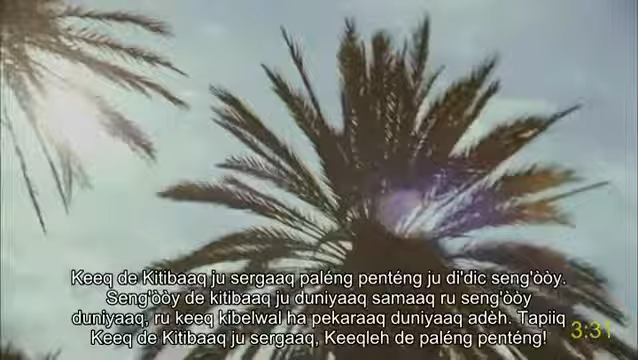 Keeq de Kitibaaq ju sergaaq paléng penténg ju di'dic seng'òòy.
Seng'òòy de kitibaaq ju duniyaaq samaaq ru seng'òòy
duniyaaq, ru keeq kibelwal ha pekaraaq duniyaaq adèh. Tapiiq
Keeq de Kitibaaq ju sergaaq, Keeqleh de paléng penténg!
3:31